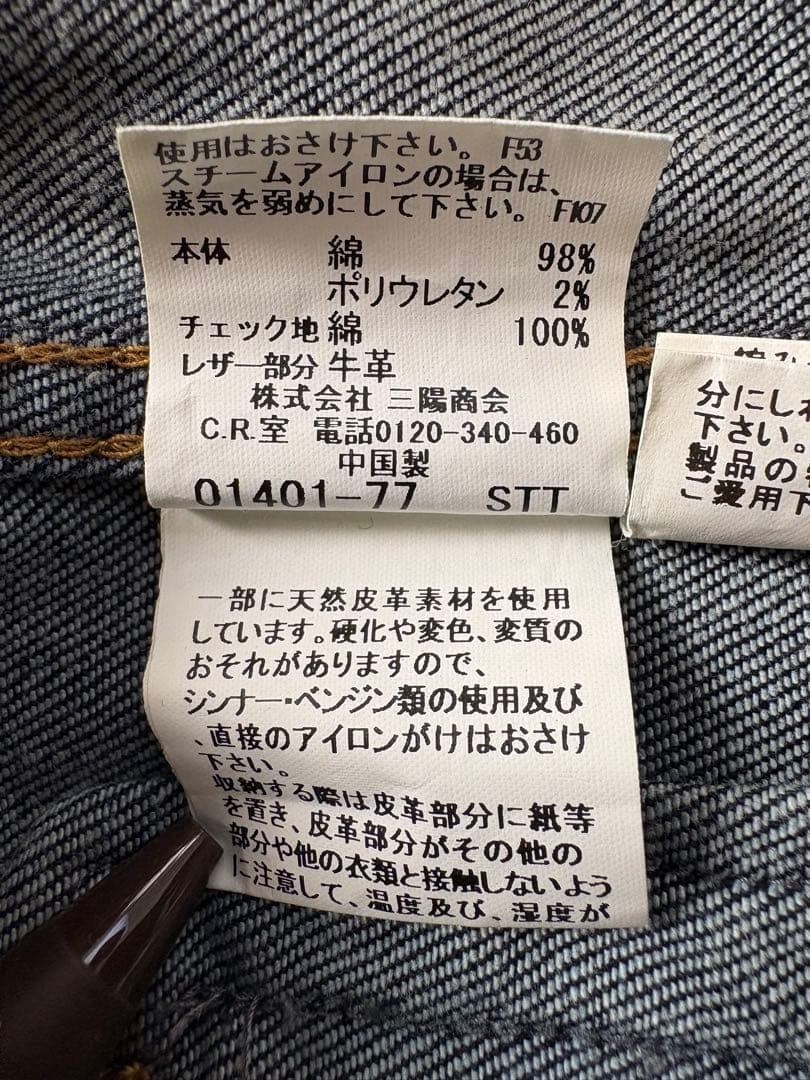 使用はおさけ下さい。 F53
スチームアイロンの場合は、
蒸気を弱めにして下さい。 F107
本体 綿 98%
ポリウレタン 2%
チェック地 綿 100%
レザー部分 牛革
株式会社 三陽商会
C.R.室 電話0120-340-460
中国製
01401-77 STT
一部に天然皮革素材を使用
しています。硬化や変色、変質の
おそれがありますので、
シンナー・ベンジン類の使用及び
、直接のアイロンがけはおさけ
下さい。
収納する際は皮革部分に紙等
を置き、皮革部分がその他の
部分や他の衣類と接触しないよう
に注意して、温度及び、湿度が
分にし
下さい。
製品の
ご愛用下